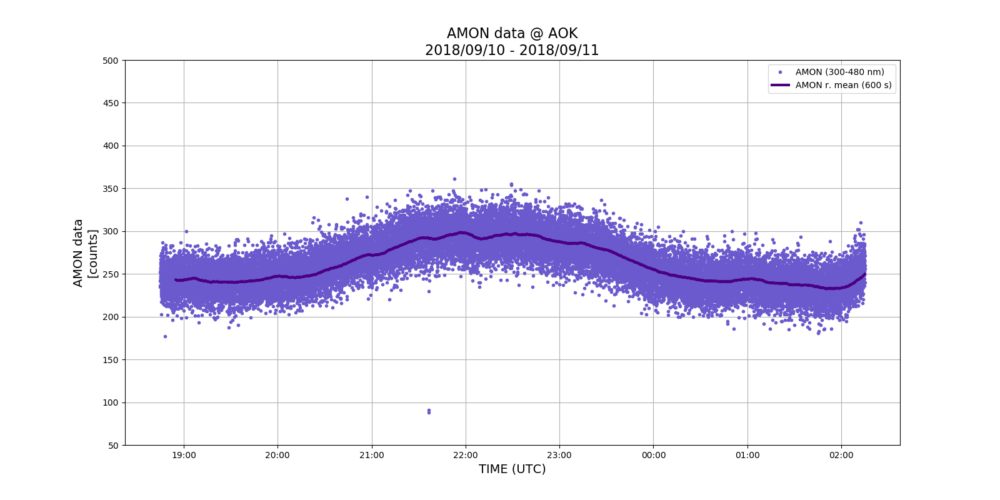 AMON data @ AOK
2018/09/10 - 2018/09/11
500
450
400
350
300
250
200
150
100
50
AMON data
[counts]
AMON (300-480 nm)
AMON r. mean (600 s)
19:00 20:00 21:00 22:00 23:00 00:00 01:00 02:00
TIME (UTC)